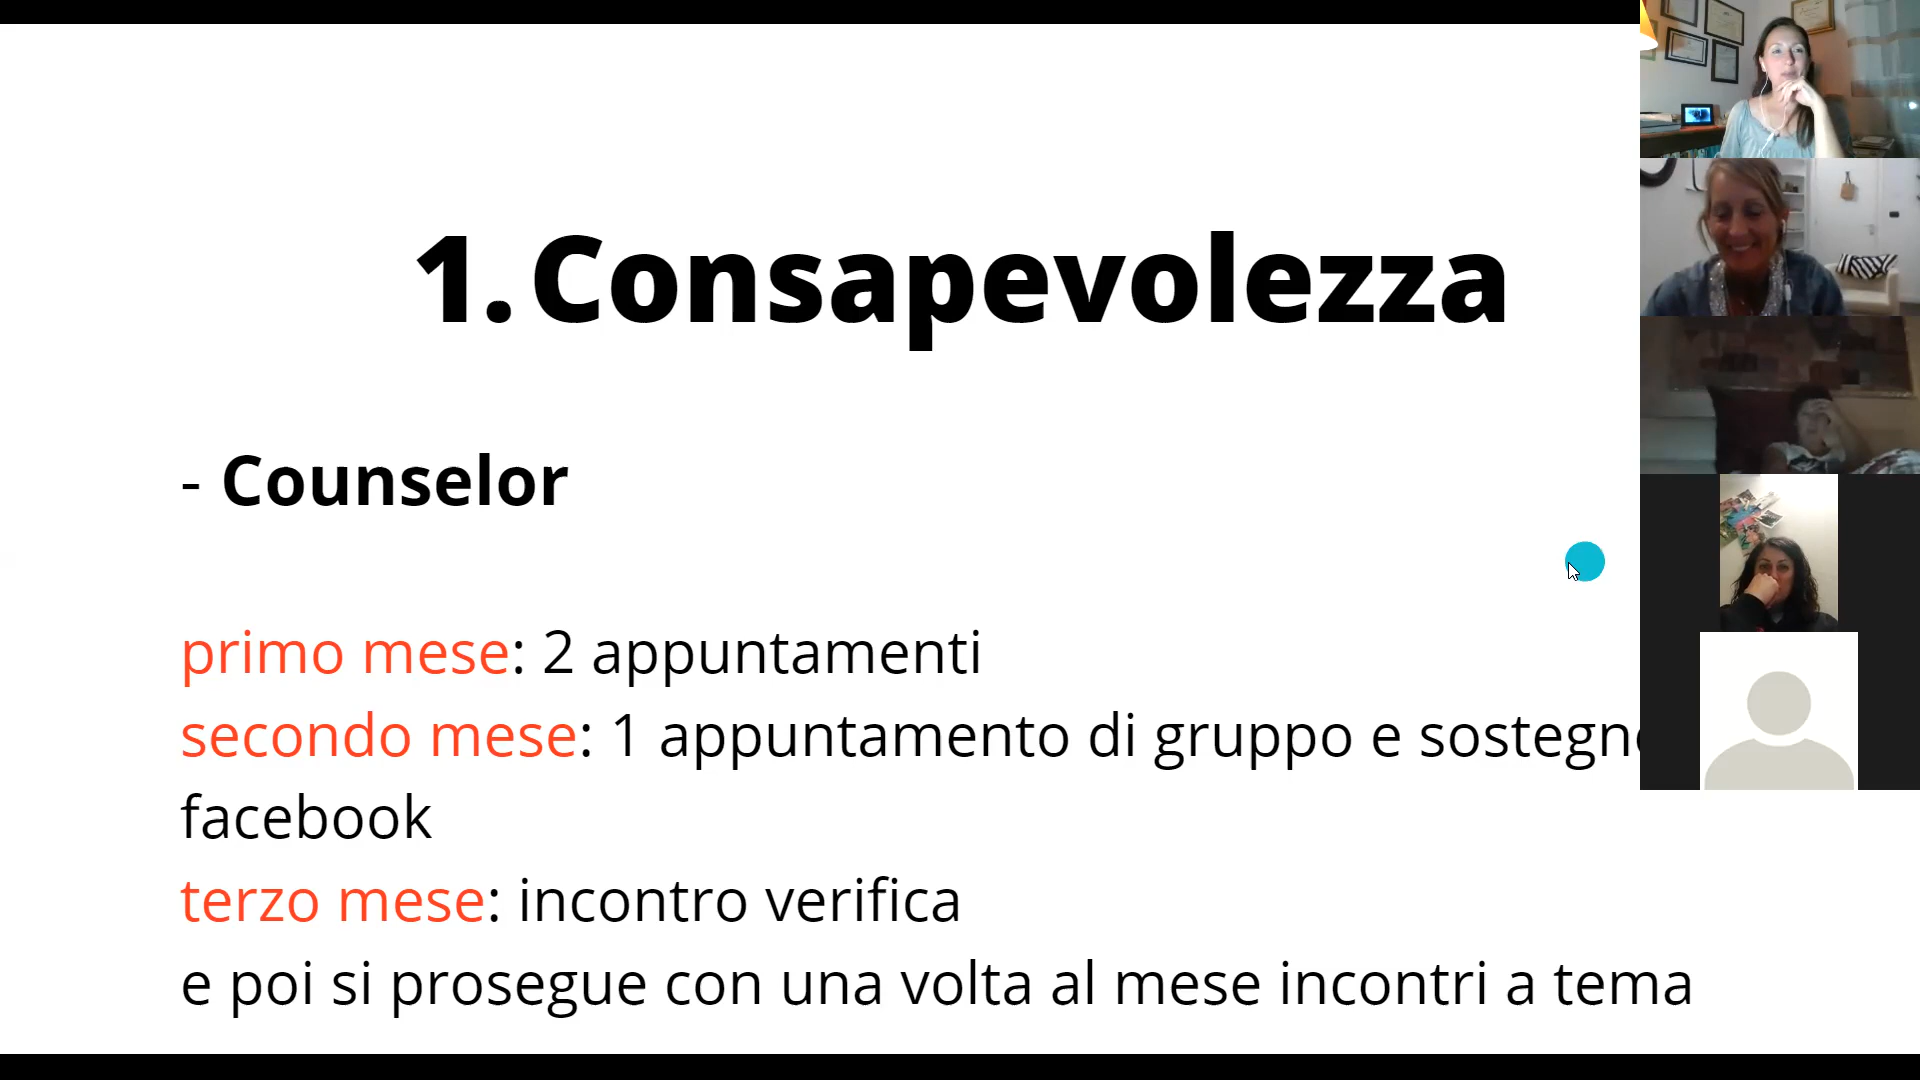 1. Consapevolezza
- Counselor
primo mese: 2 appuntamenti
secondo mese: 1 appuntamento di gruppo e sostegno
facebook
terzo mese: incontro verifica
e poi si prosegue con una volta al mese incontri a tema